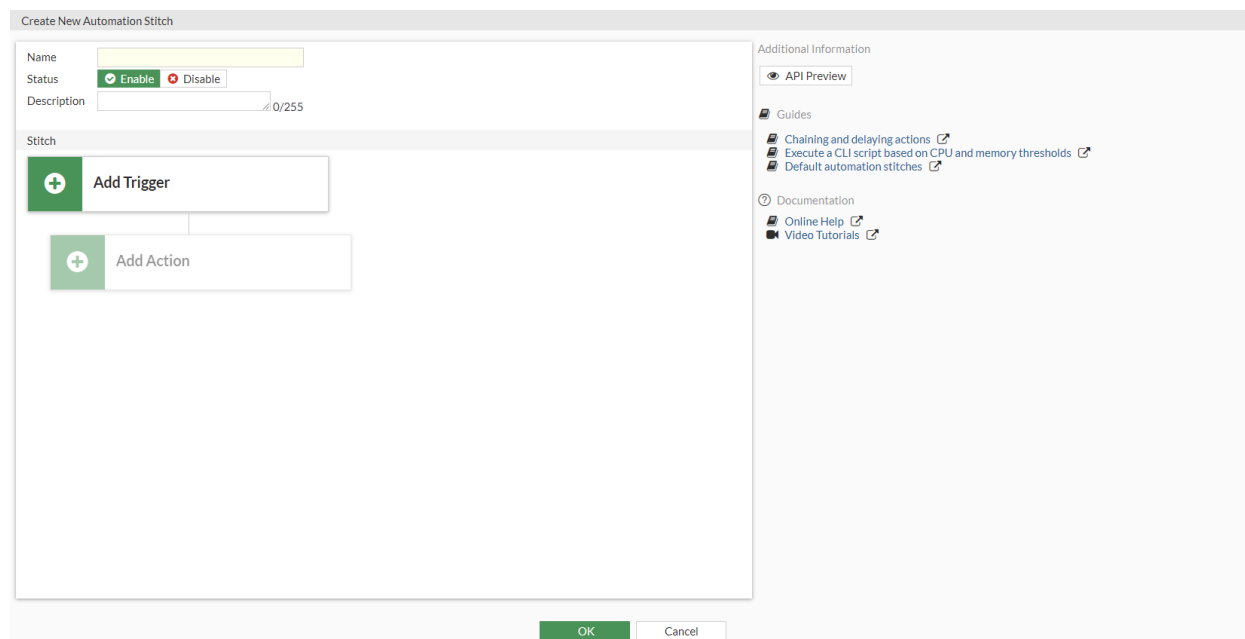 Create New Automation Stitch
Name
Status Enable Disable
Description 0/255
Stitch
Add Trigger
Add Action
Additional Information
API Preview
Guides
Chaining and delaying actions
Execute a CLI script based on CPU and memory thresholds
Default automation stitches
Documentation
Online Help
Video Tutorials
OK Cancel